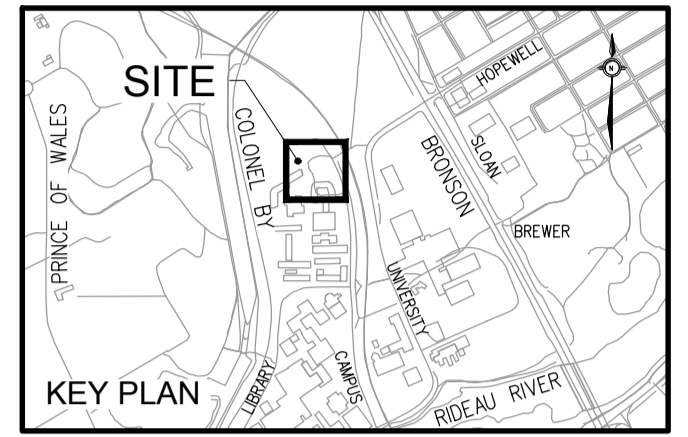 SITE
HOPEWELL
N
PRINCE OF WALES
COLONEL BY
BRONSON
SLOAN
BREWER
UNIVERSITY
LIBRARY
CAMPUS
KEY PLAN
RIDEAU RIVER